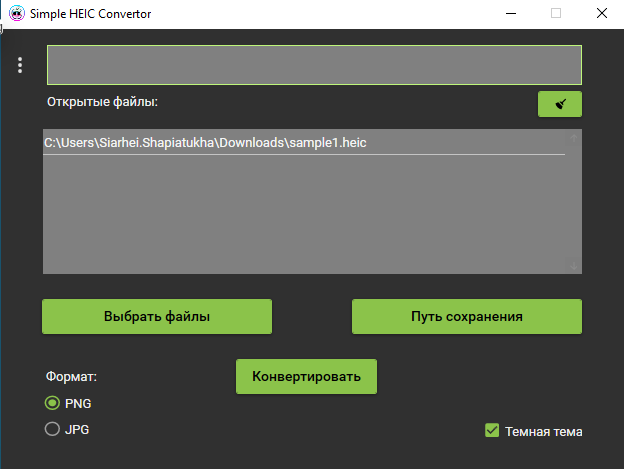 Simple HEIC Convertor
Открытые файлы:
C:\Users\Siarhei.Shapiatukha\Downloads\sample1.heic
Выбрать файлы
Путь сохранения
Формат:
Конвертировать
PNG
JPG
Темная тема